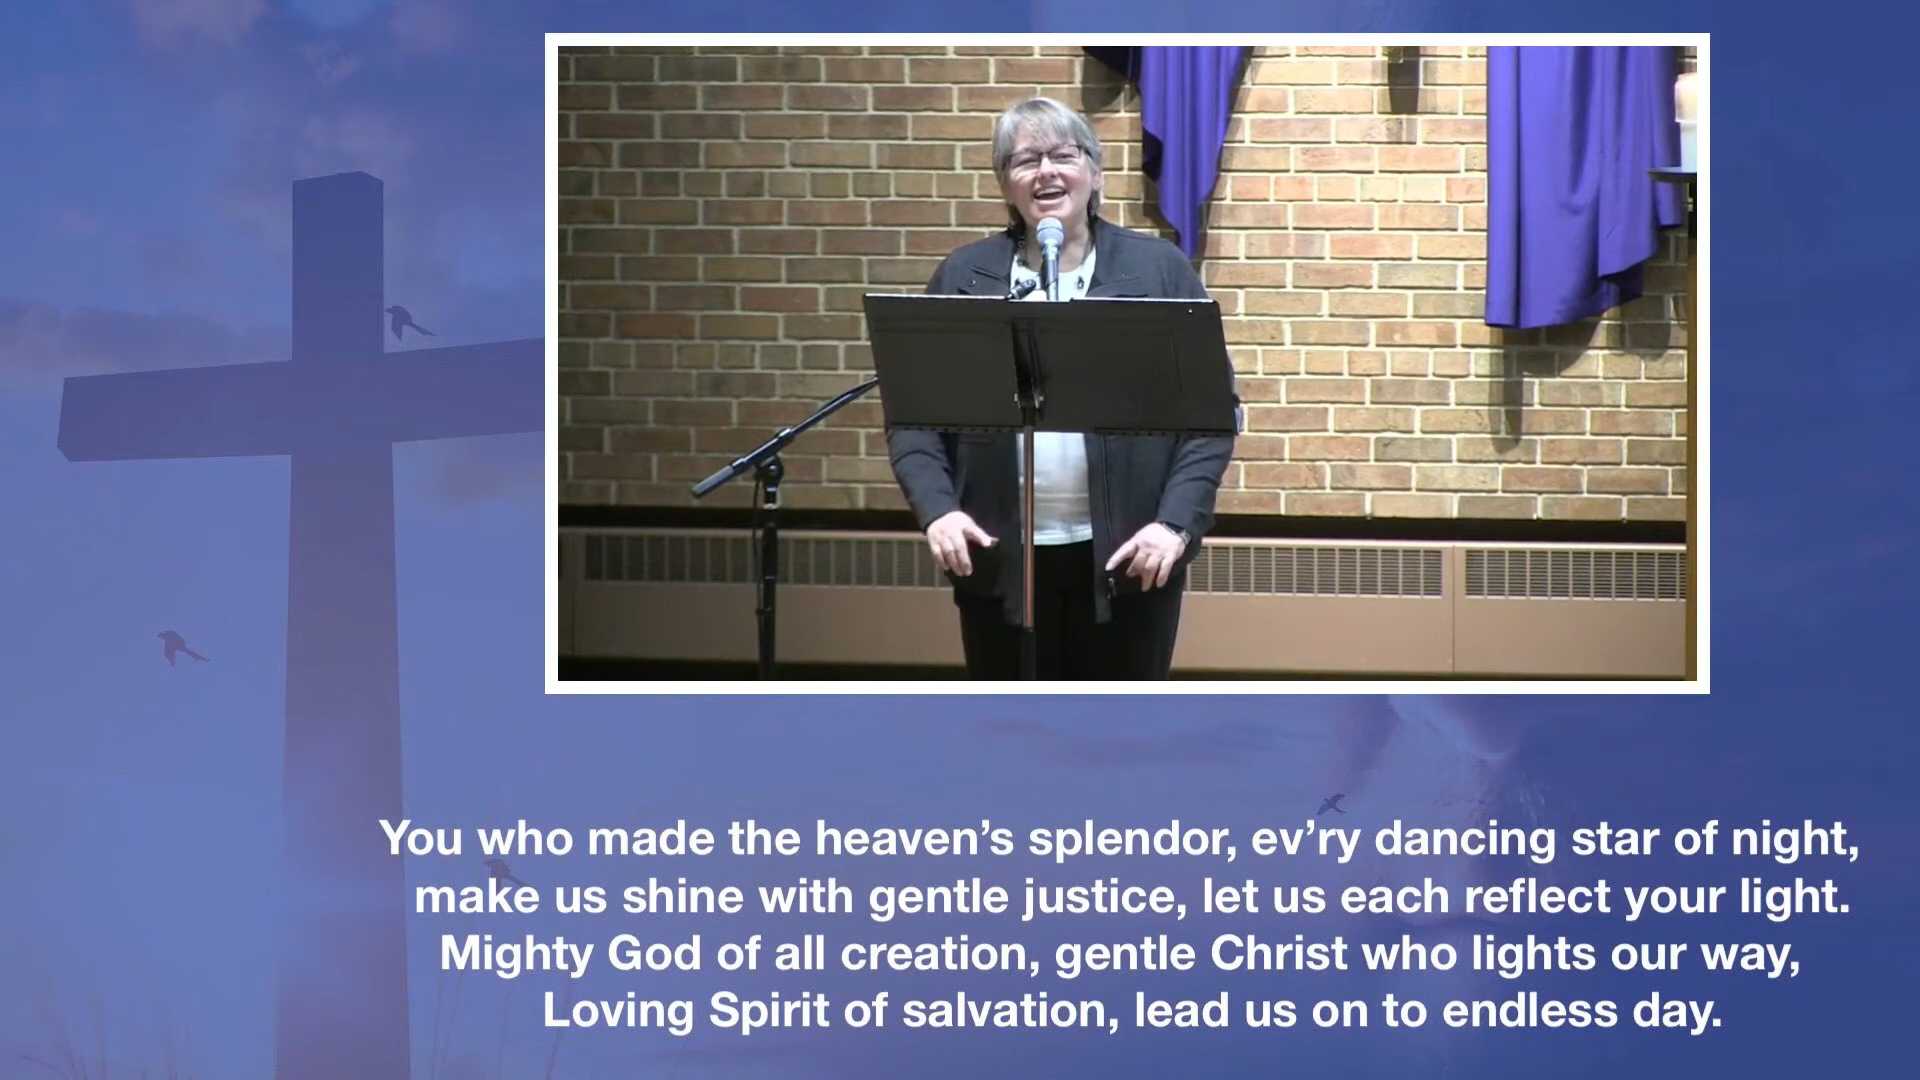 You who made the heaven’s splendor, ev’ry dancing star of night,
make us shine with gentle justice, let us each reflect your light.
Mighty God of all creation, gentle Christ who lights our way,
Loving Spirit of salvation, lead us on to endless day.